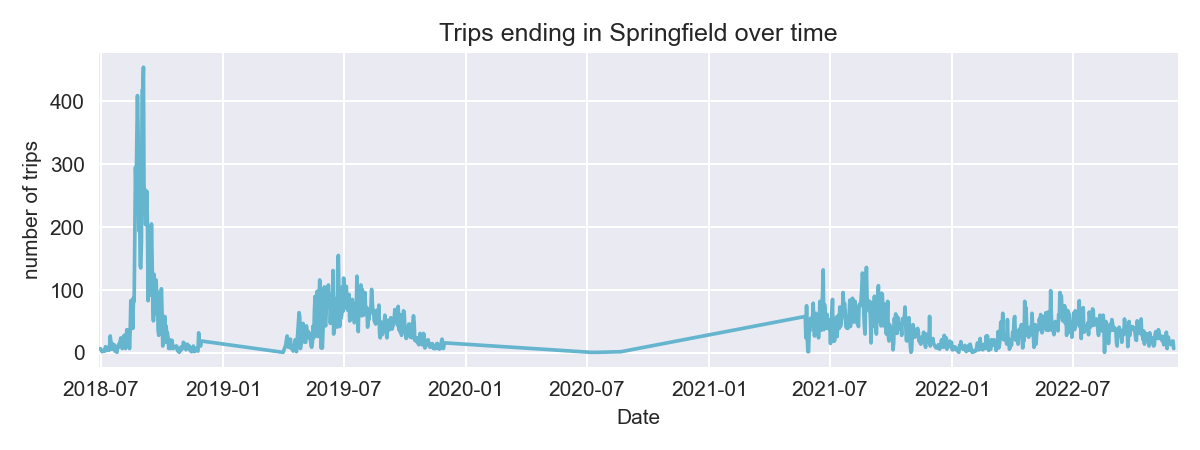 Trips ending in Springfield over time
number of trips
400
300
200
100
0
2018-07 2019-01 2019-07 2020-01 2020-07 2021-01 2021-07 2022-01 2022-07
Date